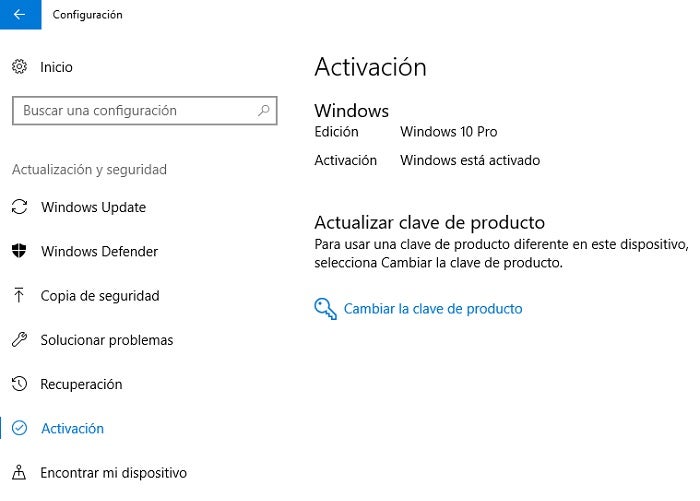 Configuración
Inicio
Buscar una configuración
Actualización y seguridad
Windows Update
Windows Defender
Copia de seguridad
Solucionar problemas
Recuperación
Activación
Encontrar mi dispositivo
Activación
Windows
Edición Windows 10 Pro
Activación Windows está activado
Actualizar clave de producto
Para usar una clave de producto diferente en este dispositivo,
selecciona Cambiar la clave de producto.
Cambiar la clave de producto